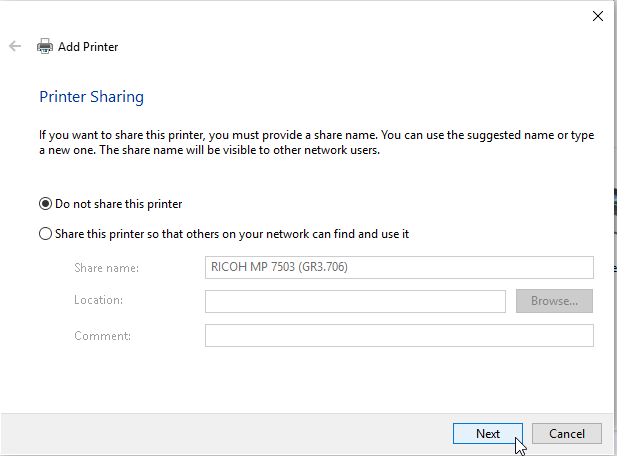 Add Printer
Printer Sharing
If you want to share this printer, you must provide a share name. You can use the suggested name or type
a new one. The share name will be visible to other network users.
Do not share this printer
Share this printer so that others on your network can find and use it
Share name: RICOH MP 7503 (GR3.706)
Location: Browse...
Comment:
Next Cancel